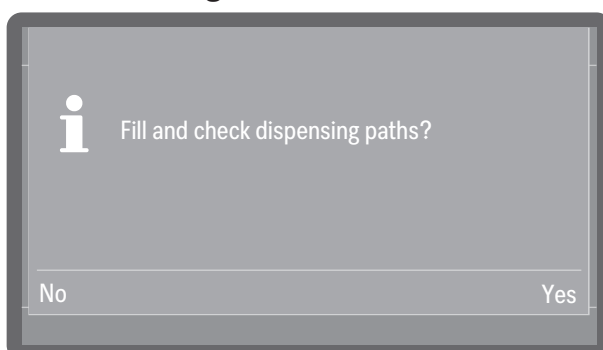 Fill and check dispensing paths?
No Yes